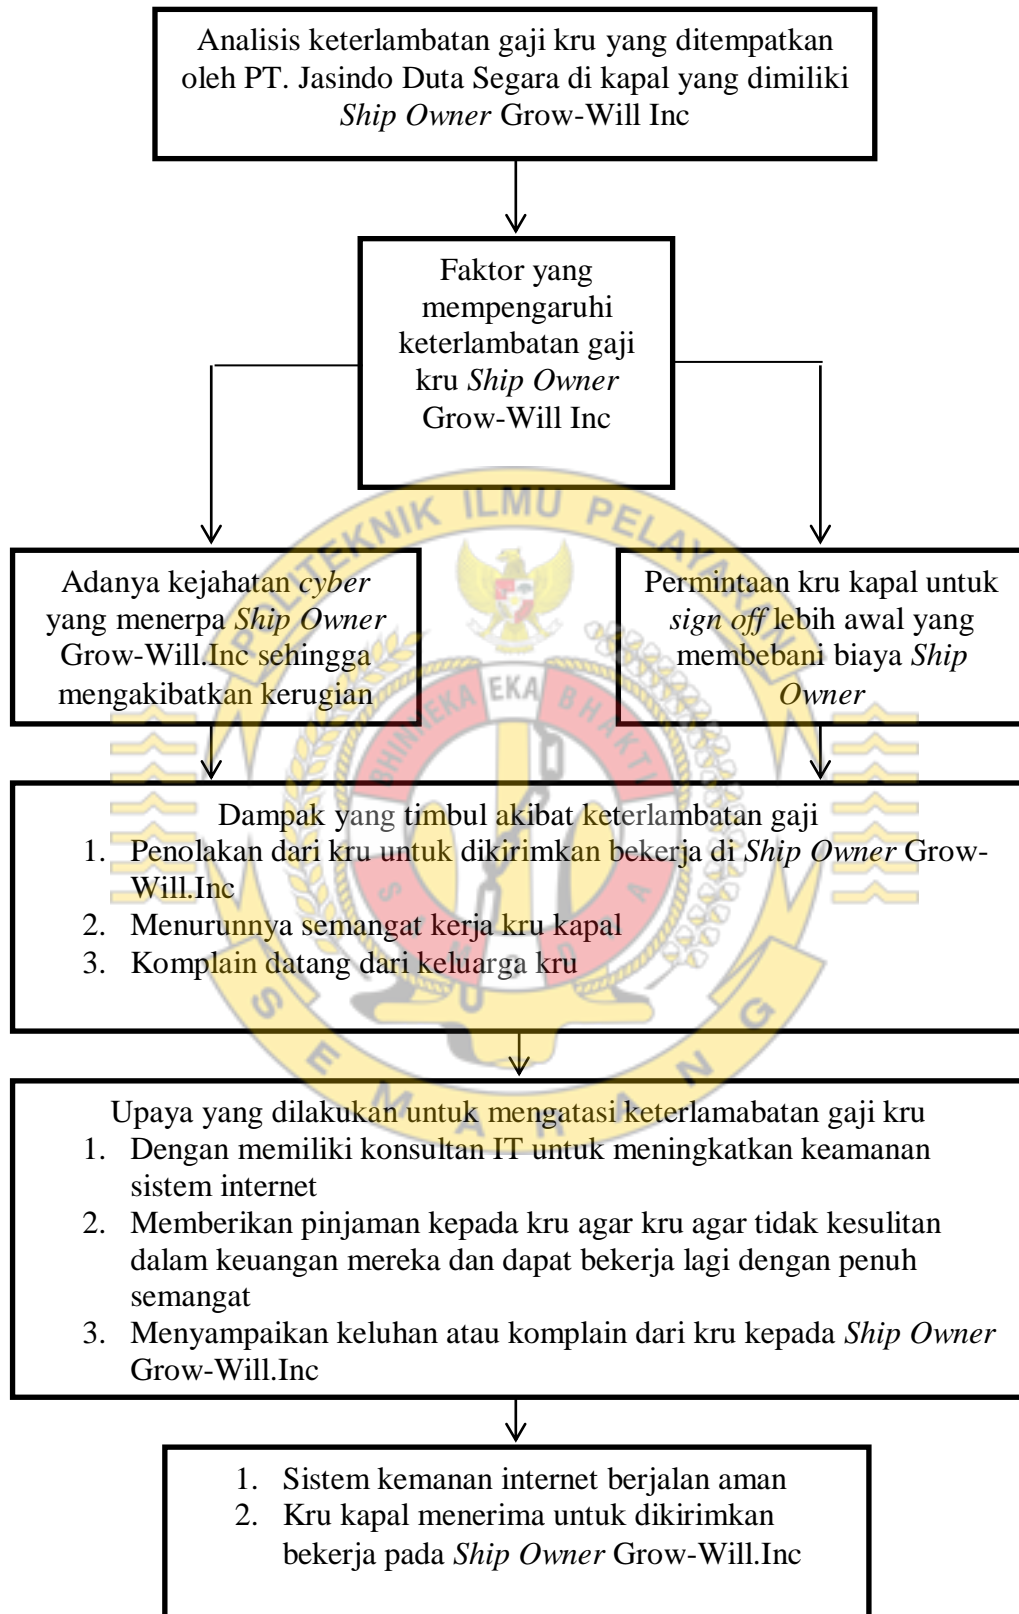 Analisis keterlambatan gaji kru yang ditempatkan
oleh PT. Jasindo Duta Segara di kapal yang dimiliki
Ship Owner Grow-Will Inc
Faktor yang
mempengaruhi
keterlambatan gaji
kru Ship Owner
Grow-Will Inc
POLITEKNIK ILMU PELAYARAN
Adanya kejahatan cyber
yang menerpa Ship Owner
Grow-Will.Inc sehingga
mengakibatkan kerugian
Permintaan kru kapal untuk
sign off lebih awal yang
membebani biaya Ship
Owner
BHINNEKA EKA BHAKTI
Dampak yang timbul akibat keterlambatan gaji
1. Penolakan dari kru untuk dikirimkan bekerja di Ship Owner Grow-
Will.Inc
2. Menurunnya semangat kerja kru kapal
3. Komplain datang dari keluarga kru
SAMUDRA
SEMARANG
Upaya yang dilakukan untuk mengatasi keterlamabatan gaji kru
1. Dengan memiliki konsultan IT untuk meningkatkan keamanan
sistem internet
2. Memberikan pinjaman kepada kru agar kru agar tidak kesulitan
dalam keuangan mereka dan dapat bekerja lagi dengan penuh
semangat
3. Menyampaikan keluhan atau komplain dari kru kepada Ship Owner
Grow-Will.Inc
1. Sistem kemanan internet berjalan aman
2. Kru kapal menerima untuk dikirimkan
bekerja pada Ship Owner Grow-Will.Inc